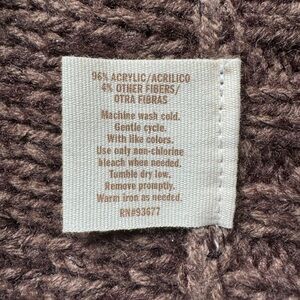 96% ACRYLIC/ACRILICO
4% OTHER FIBERS/
OTRA FIBRAS
Machine wash cold.
Gentle cycle.
With like colors.
Use only non-chlorine
bleach when needed.
Tumble dry low.
Remove promptly.
Warm iron as needed.
RN#93677